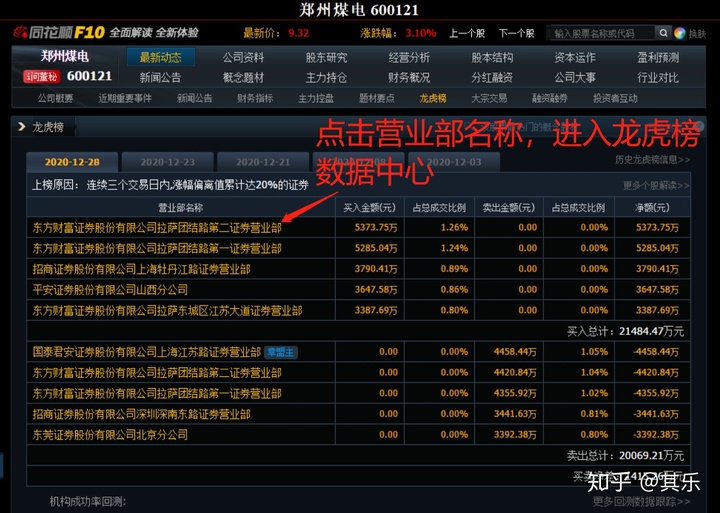 郑州煤电 600121
同花顺F10 全面解读 全新体验 最新价：9.32 涨跌幅：3.10% 上一个股 下一个股 输入股票名称或代码 换肤
郑州煤电 最新动态 公司资料 股东研究 经营分析 股本结构 资本运作 盈利预测
问董秘 600121 新闻公告 概念题材 主力持仓 财务概况 分红融资 公司大事 行业对比
公司概要 近期重要事件 新闻公告 财务指标 主力控盘 题材要点 龙虎榜 大宗交易 融资融券 投资者互动
龙虎榜
点击营业部名称，进入龙虎榜
数据中心
2020-12-28 2020-12-23 2020-12-21 2020-12-03 历史龙虎榜信息>>
上榜原因： 连续三个交易日内,涨幅偏离值累计达20%的证券 更多个股解读>>
营业部名称 买入金额(元) 占总成交比例 卖出金额(元) 占总成交比例 净额(元)
东方财富证券股份有限公司拉萨团结路第二证券营业部 5373.75万 1.26% 0.00 0.00% 5373.75万
东方财富证券股份有限公司拉萨团结路第一证券营业部 5285.04万 1.24% 0.00 0.00% 5285.04万
招商证券股份有限公司上海牡丹江路证券营业部 3790.41万 0.89% 0.00 0.00% 3790.41万
平安证券股份有限公司山西分公司 3647.58万 0.86% 0.00 0.00% 3647.58万
东方财富证券股份有限公司拉萨东城区江苏大道证券营业部 3387.69万 0.80% 0.00 0.00% 3387.69万
买入总计：21484.47万元
国泰君安证券股份有限公司上海江苏路证券营业部 章盟主 0.00 0.00% 4458.44万 1.05% -4458.44万
东方财富证券股份有限公司拉萨团结路第二证券营业部 0.00 0.00% 4420.84万 1.04% -4420.84万
东方财富证券股份有限公司拉萨团结路第一证券营业部 0.00 0.00% 4355.92万 1.02% -4355.92万
招商证券股份有限公司深圳深南东路证券营业部 0.00 0.00% 3441.63万 0.81% -3441.63万
东莞证券股份有限公司北京分公司 0.00 0.00% 3392.38万 0.80% -3392.38万
卖出总计：20069.21万元
买卖净差：1415.26万元
知乎 @其乐
机构成功率回测: 更多回测数据跟踪>>